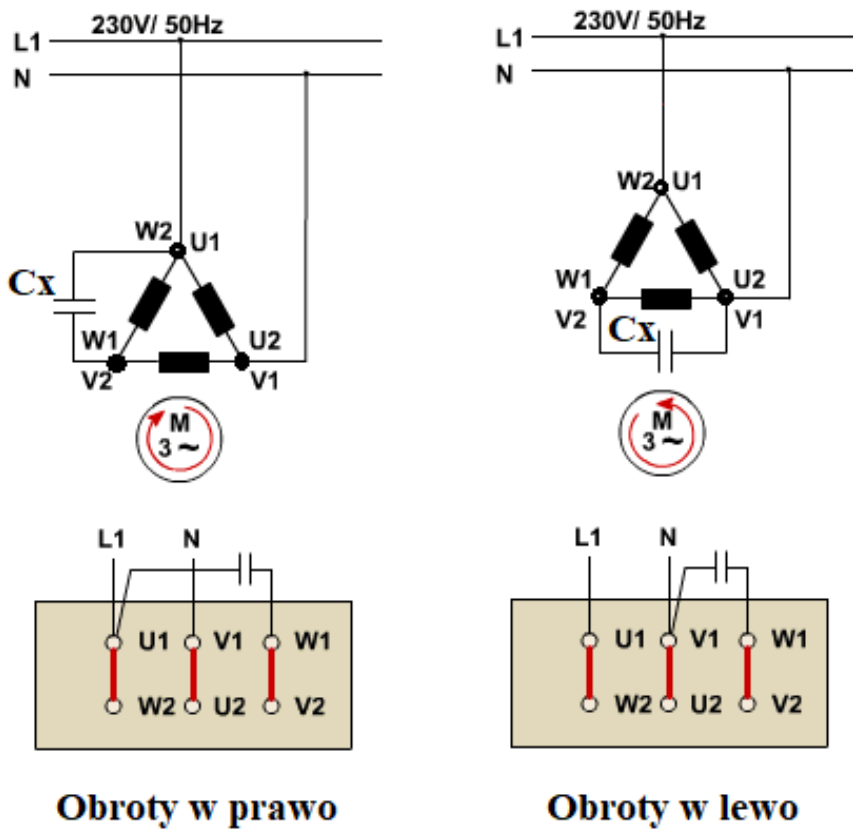 230V/ 50Hz
L1
N
W2 U1
Cx
W1 U2
V2 V1
M
3 ~
L1 N
U1 V1 W1
W2 U2 V2
Obroty w prawo
230V/ 50Hz
L1
N
W2 U1
W1 U2
V2 Cx V1
M
3 ~
L1 N
U1 V1 W1
W2 U2 V2
Obroty w lewo